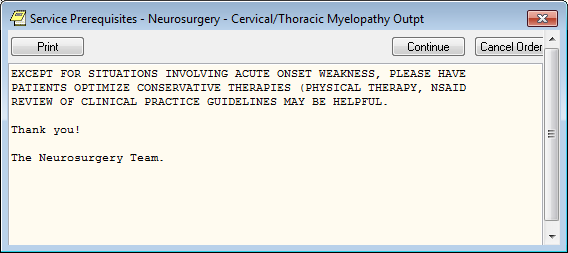 Service Prerequisites - Neurosurgery - Cervical/Thoracic Myelopathy Outpt
Print Continue Cancel Order
EXCEPT FOR SITUATIONS INVOLVING ACUTE ONSET WEAKNESS, PLEASE HAVE
PATIENTS OPTIMIZE CONSERVATIVE THERAPIES (PHYSICAL THERAPY, NSAID
REVIEW OF CLINICAL PRACTICE GUIDELINES MAY BE HELPFUL.
Thank you!
The Neurosurgery Team.